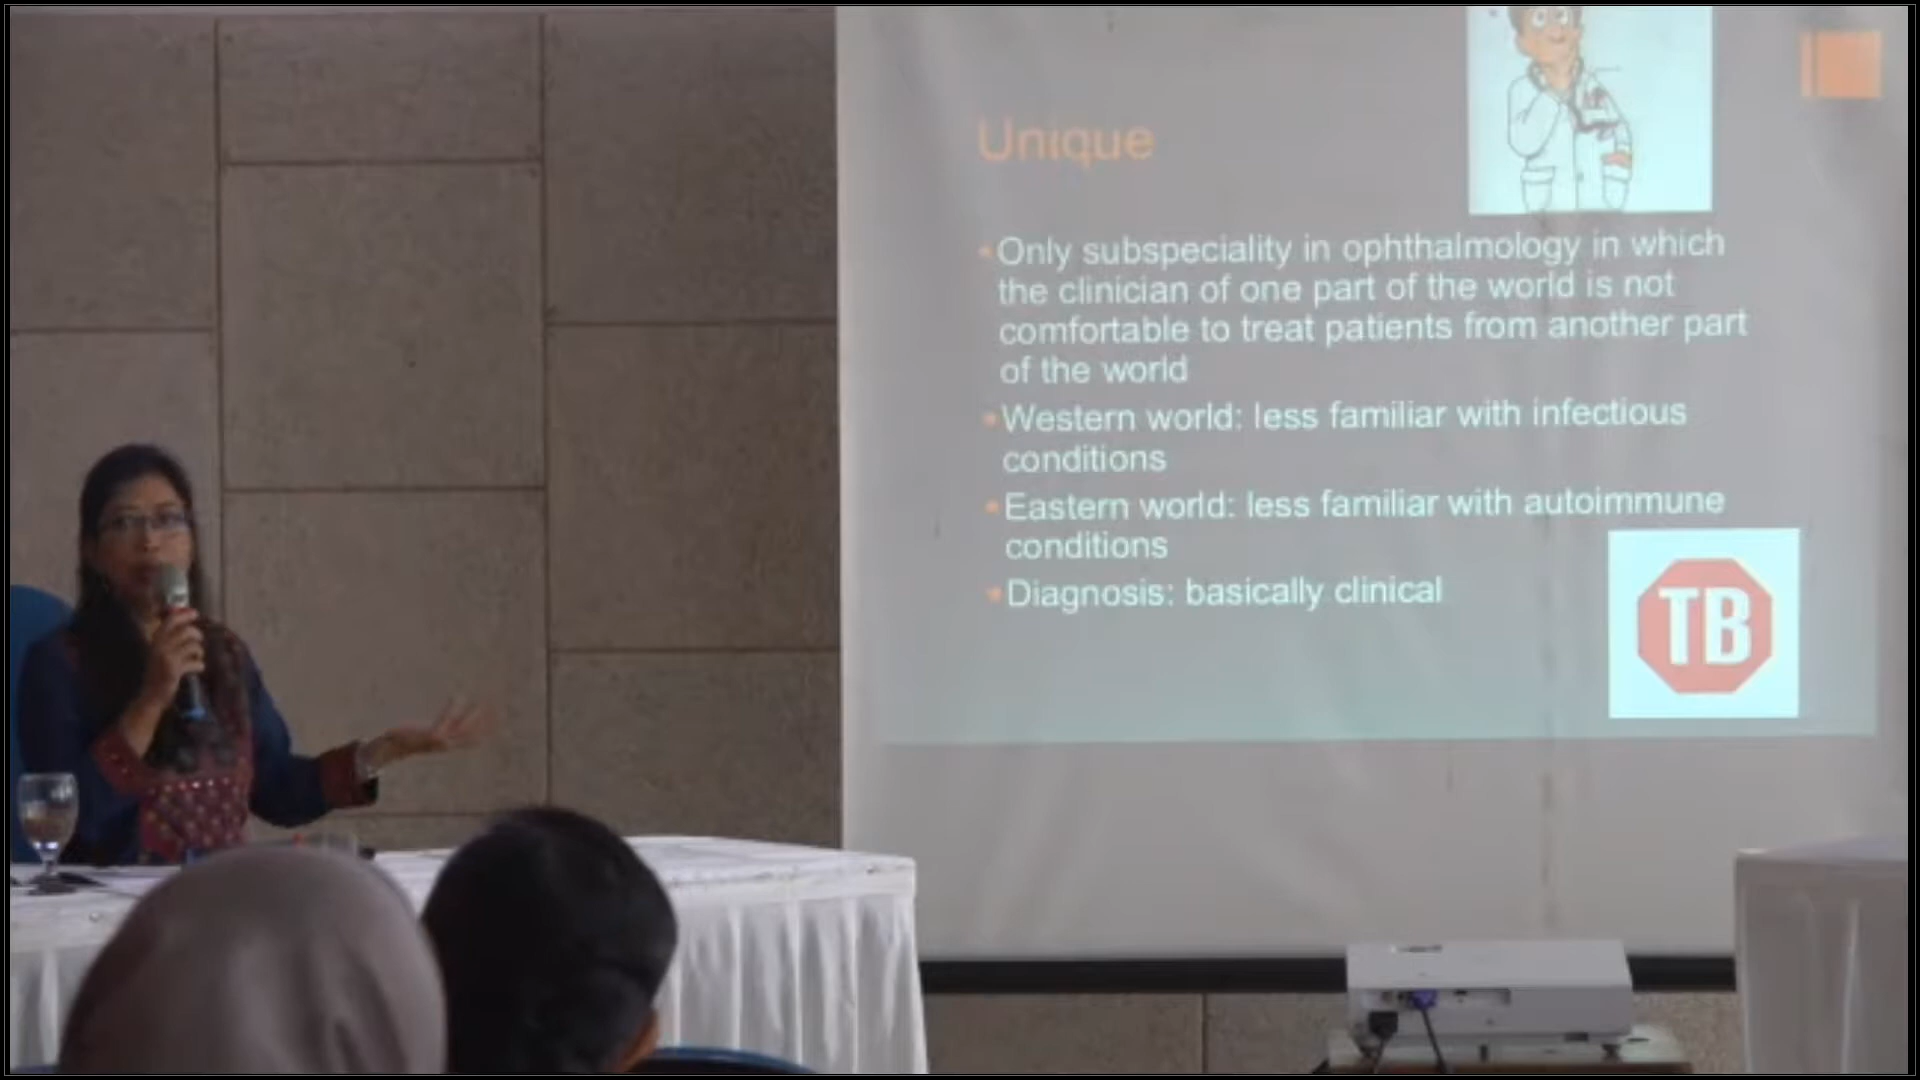 Unique
Only subspeciality in ophthalmology in which
the clinician of one part of the world is not
comfortable to treat patients from another part
of the world
Western world: less familiar with infectious
conditions
Eastern world: less familiar with autoimmune
conditions
Diagnosis: basically clinical
TB